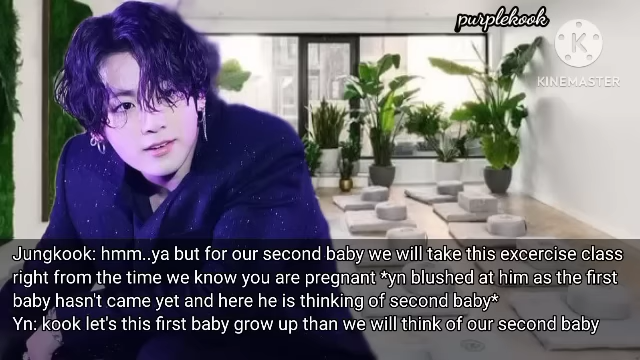 purplekook
K
KINEMASTER
Jungkook: hmm..ya but for our second baby we will take this excercise class
right from the time we know you are pregnant *yn blushed at him as the first
baby hasn't came yet and here he is thinking of second baby*
Yn: kook let's this first baby grow up than we will think of our second baby